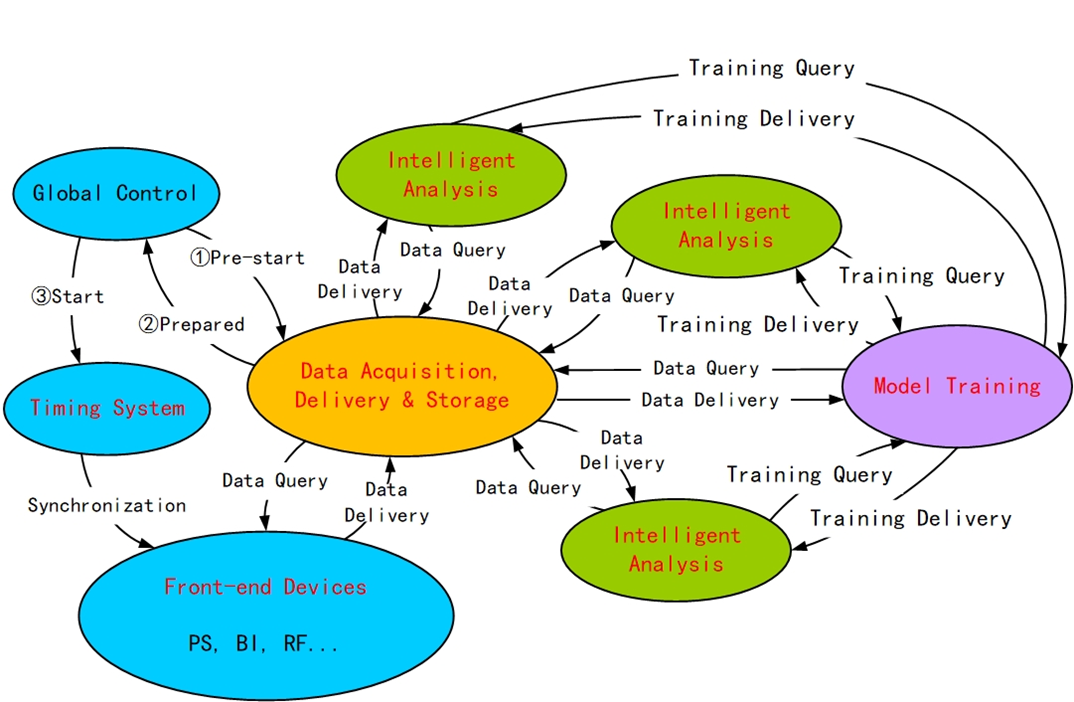 Training Query
Training Delivery
Intelligent
Analysis
Global Control
Intelligent
Analysis
①Pre-start
Data Query
Data
Delivery
Training Query
③Start
②Prepared
Data
Delivery
Data Query
Training Delivery
Data Acquisition,
Delivery & Storage
Data Query
Data Delivery
Model Training
Timing System
Data
Delivery
Data Query
Training Query
Data Query
Data
Delivery
Synchronization
Training Delivery
Intelligent
Analysis
Front-end Devices
PS, BI, RF...